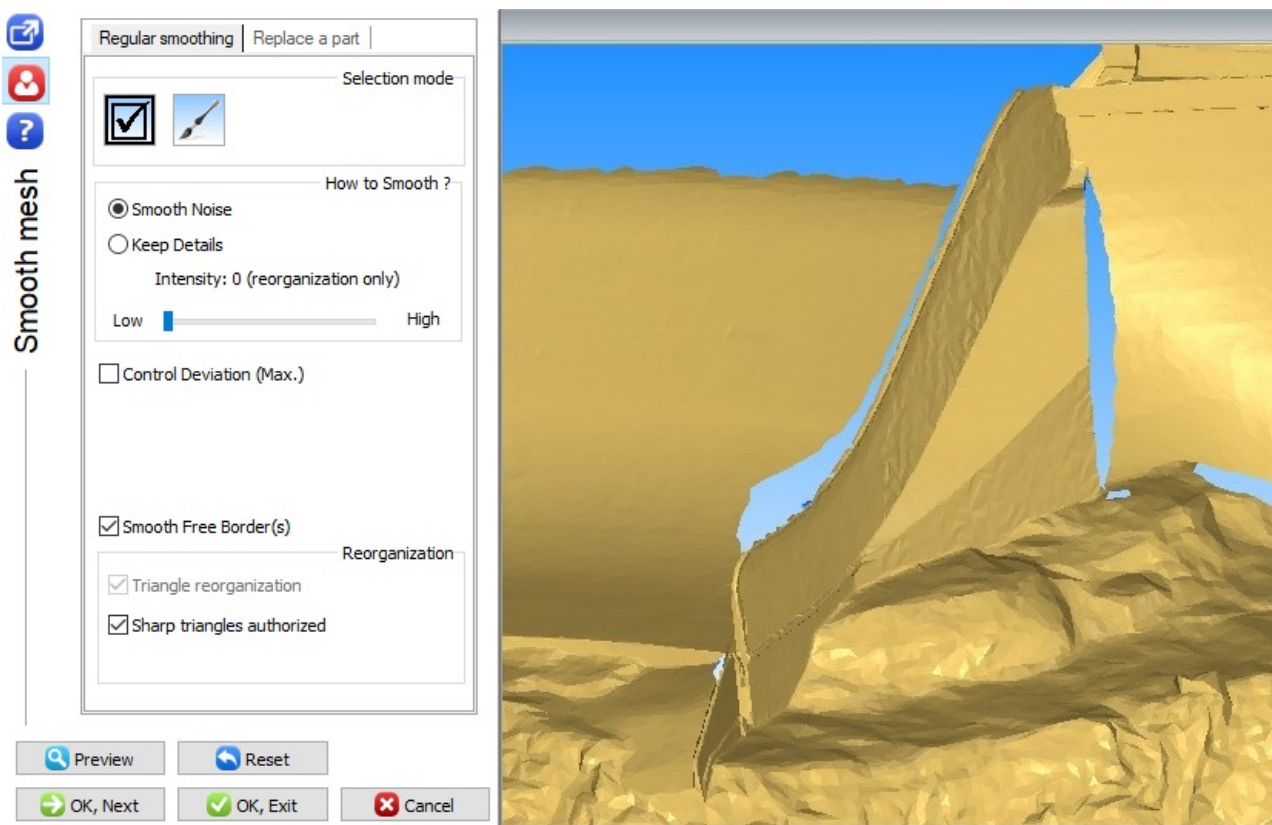 Regular smoothing
Replace a part
Selection mode
How to Smooth ?
Smooth Noise
Keep Details
Intensity: 0 (reorganization only)
Low
High
Control Deviation (Max.)
Smooth Free Border(s)
Reorganization
Triangle reorganization
Sharp triangles authorized
?
Smooth mesh
Preview
Reset
OK, Next
OK, Exit
Cancel